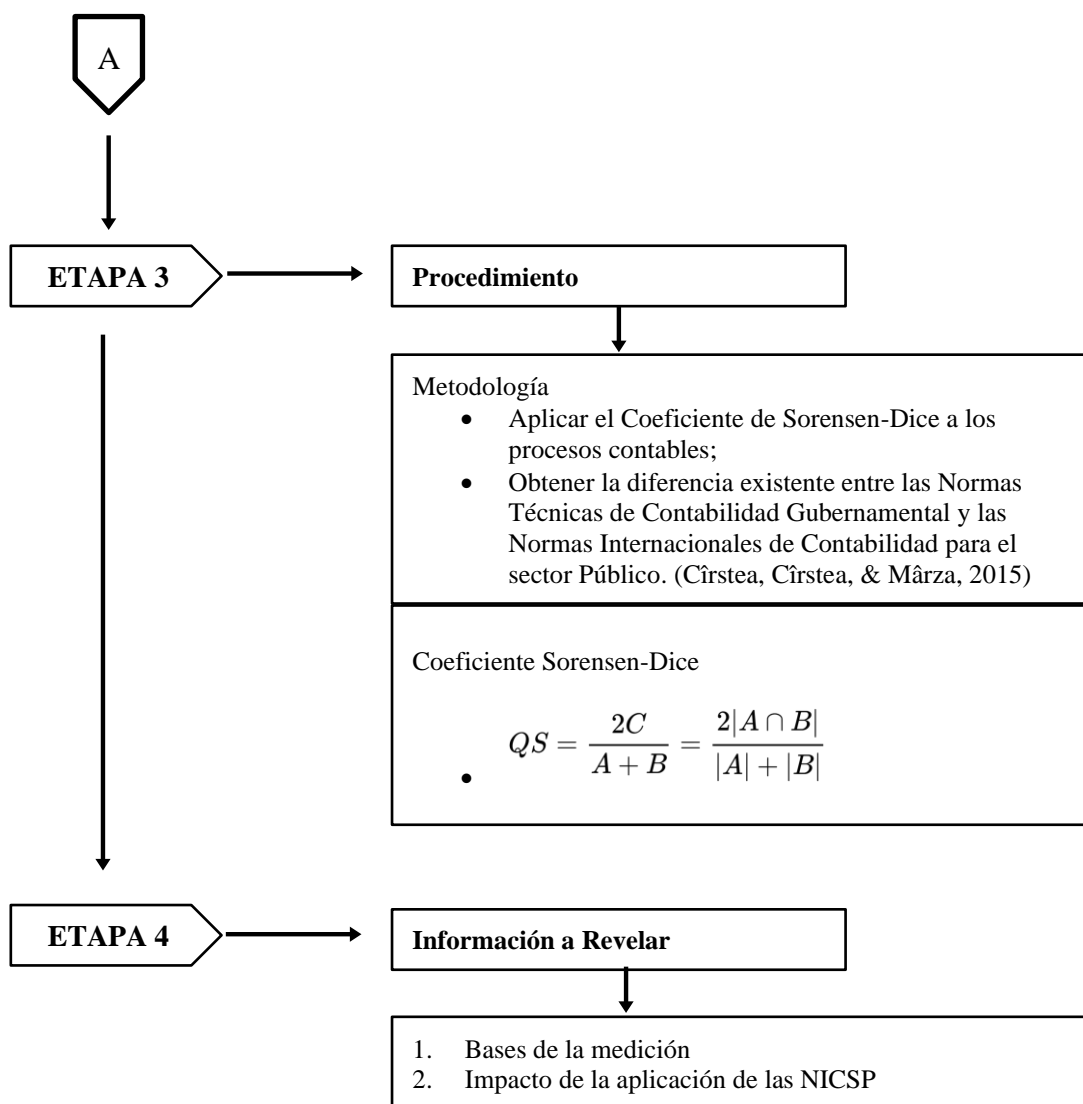 A
ETAPA 3
Procedimiento
Metodología
• Aplicar el Coeficiente de Sorensen-Dice a los
procesos contables;
• Obtener la diferencia existente entre las Normas
Técnicas de Contabilidad Gubernamental y las
Normas Internacionales de Contabilidad para el
sector Público. (Cîrstea, Cîrstea, & Mârza, 2015)
Coeficiente Sorensen-Dice
• QS = 2C / (A + B) = 2|A ∩ B| / (|A| + |B|)
ETAPA 4
Información a Revelar
1. Bases de la medición
2. Impacto de la aplicación de las NICSP